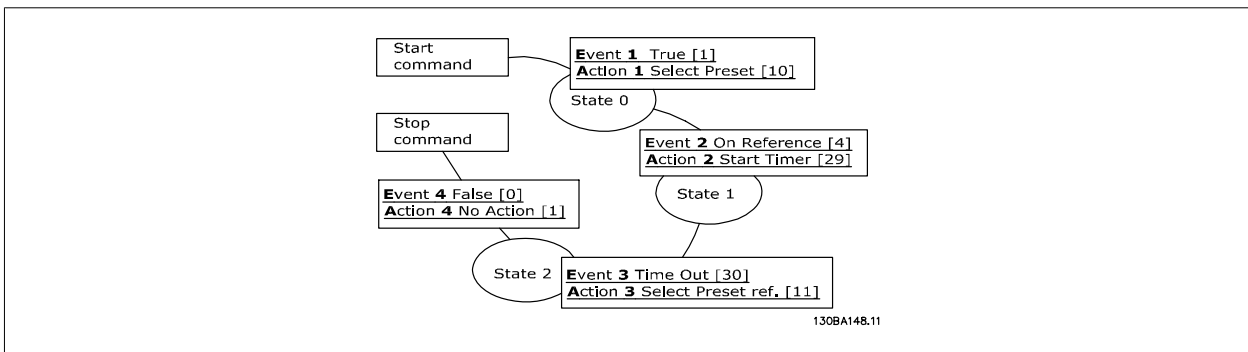 Start
command
Event 1 True [1]
Action 1 Select Preset [10]
State 0
Stop
command
Event 2 On Reference [4]
Action 2 Start Timer [29]
State 1
Event 4 False [0]
Action 4 No Action [1]
State 2
Event 3 Time Out [30]
Action 3 Select Preset ref. [11]
130BA148.11